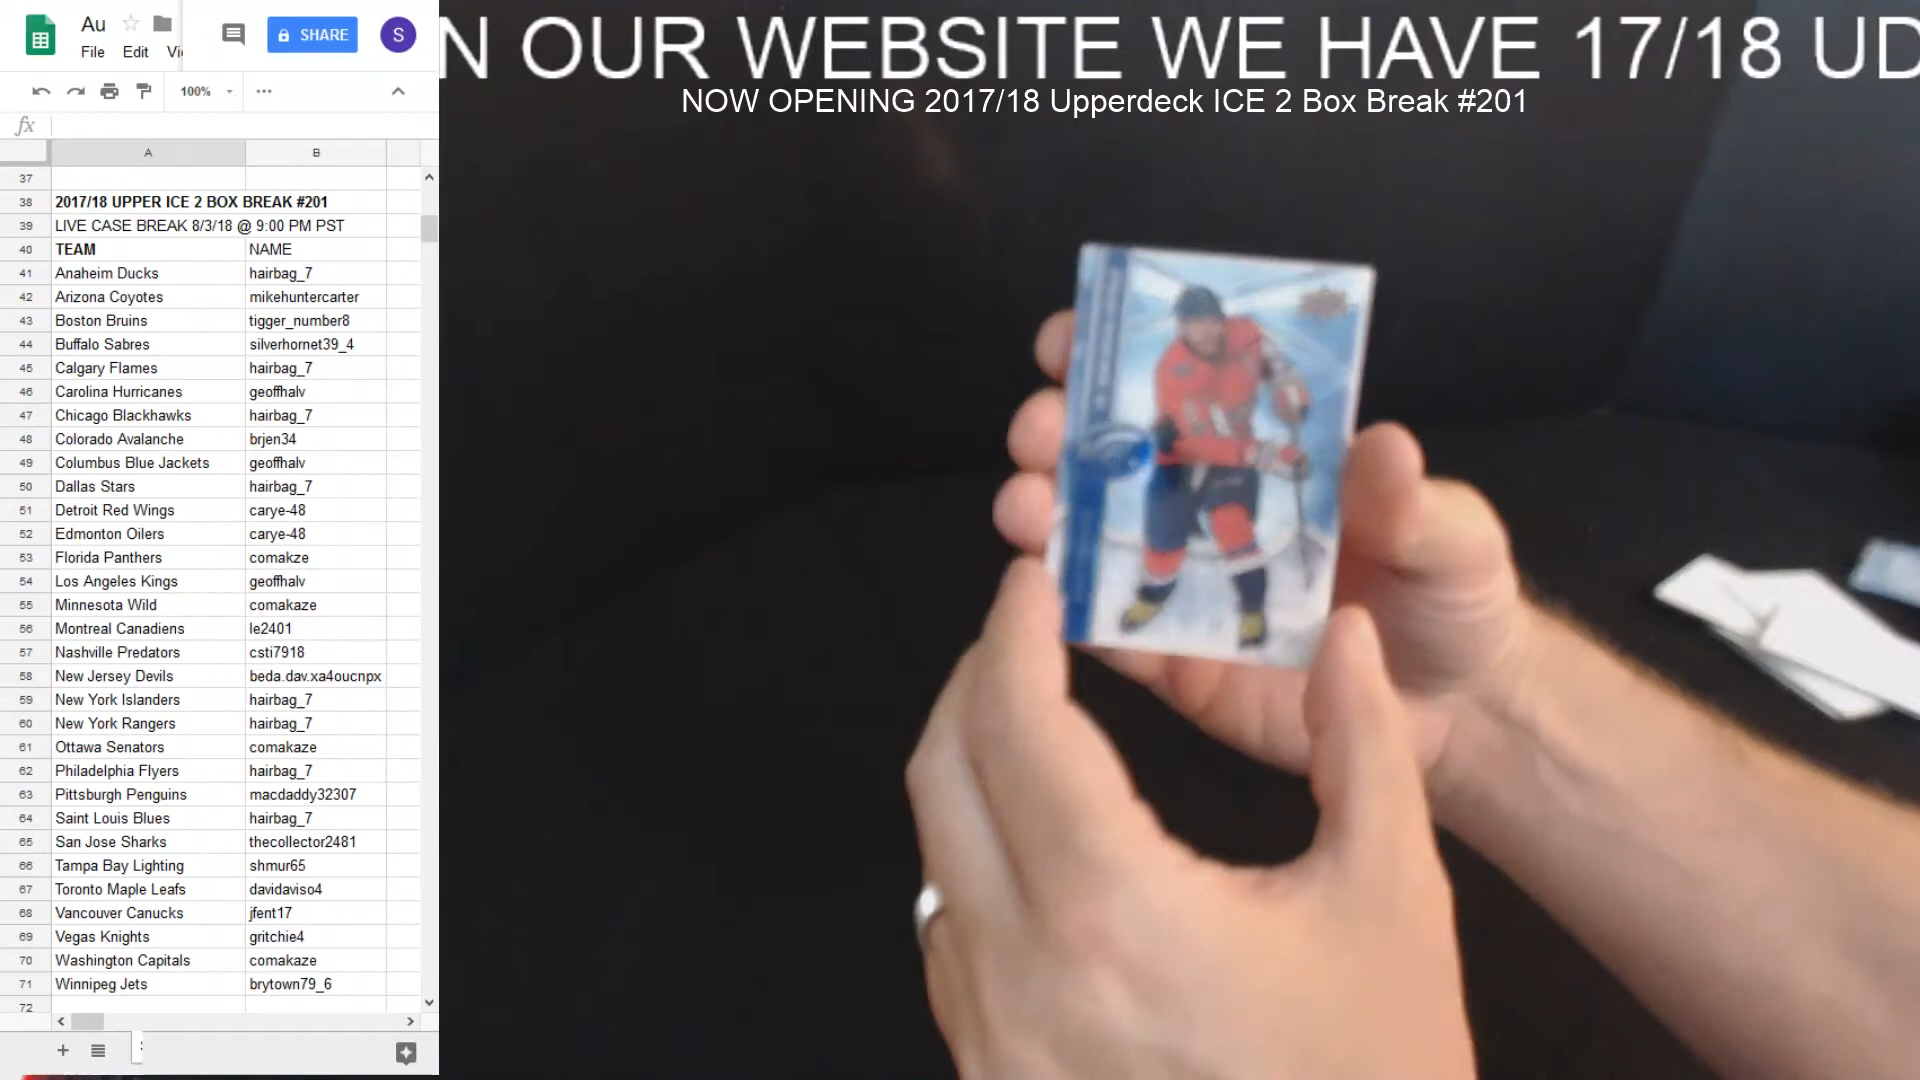 Au
SHARE
S
File Edit Vi
100%
fx
A B
37
38 2017/18 UPPER ICE 2 BOX BREAK #201
39 LIVE CASE BREAK 8/3/18 @ 9:00 PM PST
40 TEAM NAME
41 Anaheim Ducks hairbag_7
42 Arizona Coyotes mikehuntercarter
43 Boston Bruins tigger_number8
44 Buffalo Sabres silverhornet39_4
45 Calgary Flames hairbag_7
46 Carolina Hurricanes geoffhalv
47 Chicago Blackhawks hairbag_7
48 Colorado Avalanche brjen34
49 Columbus Blue Jackets geoffhalv
50 Dallas Stars hairbag_7
51 Detroit Red Wings carye-48
52 Edmonton Oilers carye-48
53 Florida Panthers comakze
54 Los Angeles Kings geoffhalv
55 Minnesota Wild comakaze
56 Montreal Canadiens le2401
57 Nashville Predators csti7918
58 New Jersey Devils beda.dav.xa4oucnpx
59 New York Islanders hairbag_7
60 New York Rangers hairbag_7
61 Ottawa Senators comakaze
62 Philadelphia Flyers hairbag_7
63 Pittsburgh Penguins macdaddy32307
64 Saint Louis Blues hairbag_7
65 San Jose Sharks thecollector2481
66 Tampa Bay Lighting shmur65
67 Toronto Maple Leafs davidaviso4
68 Vancouver Canucks jfent17
69 Vegas Knights gritchie4
70 Washington Capitals comakaze
71 Winnipeg Jets brytown79_6
72
N OUR WEBSITE WE HAVE 17/18 UD
NOW OPENING 2017/18 Upperdeck ICE 2 Box Break #201